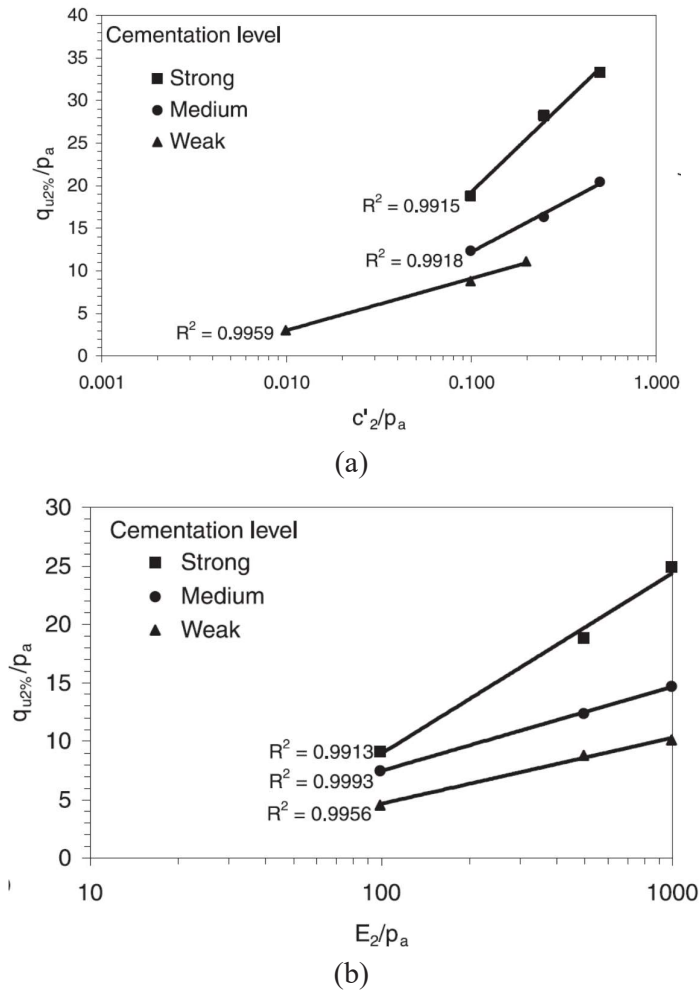 40
35
30
25
20
15
10
5
0
q_u2%/p_a
Cementation level
Strong
Medium
Weak
R² = 0.9915
R² = 0.9918
R² = 0.9959
0.001 0.010 0.100 1.000
c'₂/p_a
(a)
30
25
20
15
10
5
0
q_u2%/p_a
Cementation level
Strong
Medium
Weak
R² = 0.9913
R² = 0.9993
R² = 0.9956
10 100 1000
E₂/p_a
(b)